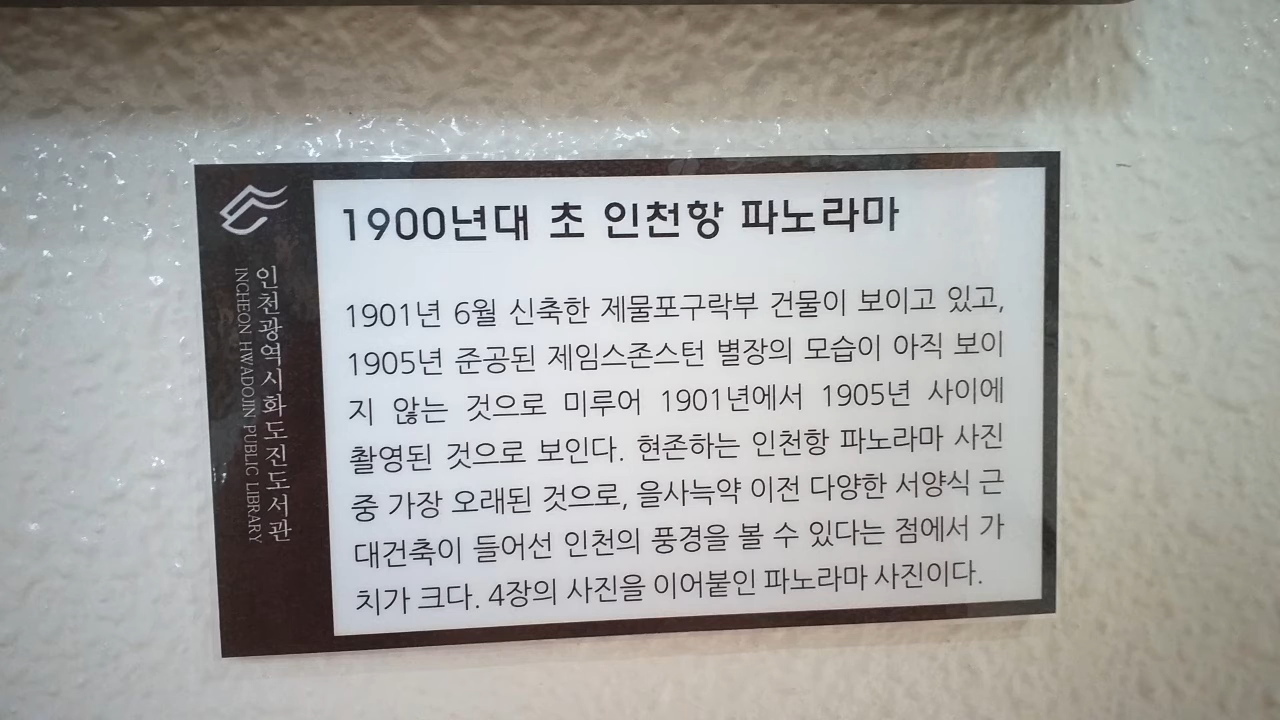 1900년대 초 인천항 파노라마
1901년 6월 신축한 제물포구락부 건물이 보이고 있고,
1905년 준공된 제임스존스턴 별장의 모습이 아직 보이
지 않는 것으로 미루어 1901년에서 1905년 사이에
촬영된 것으로 보인다. 현존하는 인천항 파노라마 사진
중 가장 오래된 것으로, 을사늑약 이전 다양한 서양식 근
대건축이 들어선 인천의 풍경을 볼 수 있다는 점에서 가
치가 크다. 4장의 사진을 이어붙인 파노라마 사진이다.
인천광역시화도진도서관
INCHEON HWADOJIN PUBLIC LIBRARY